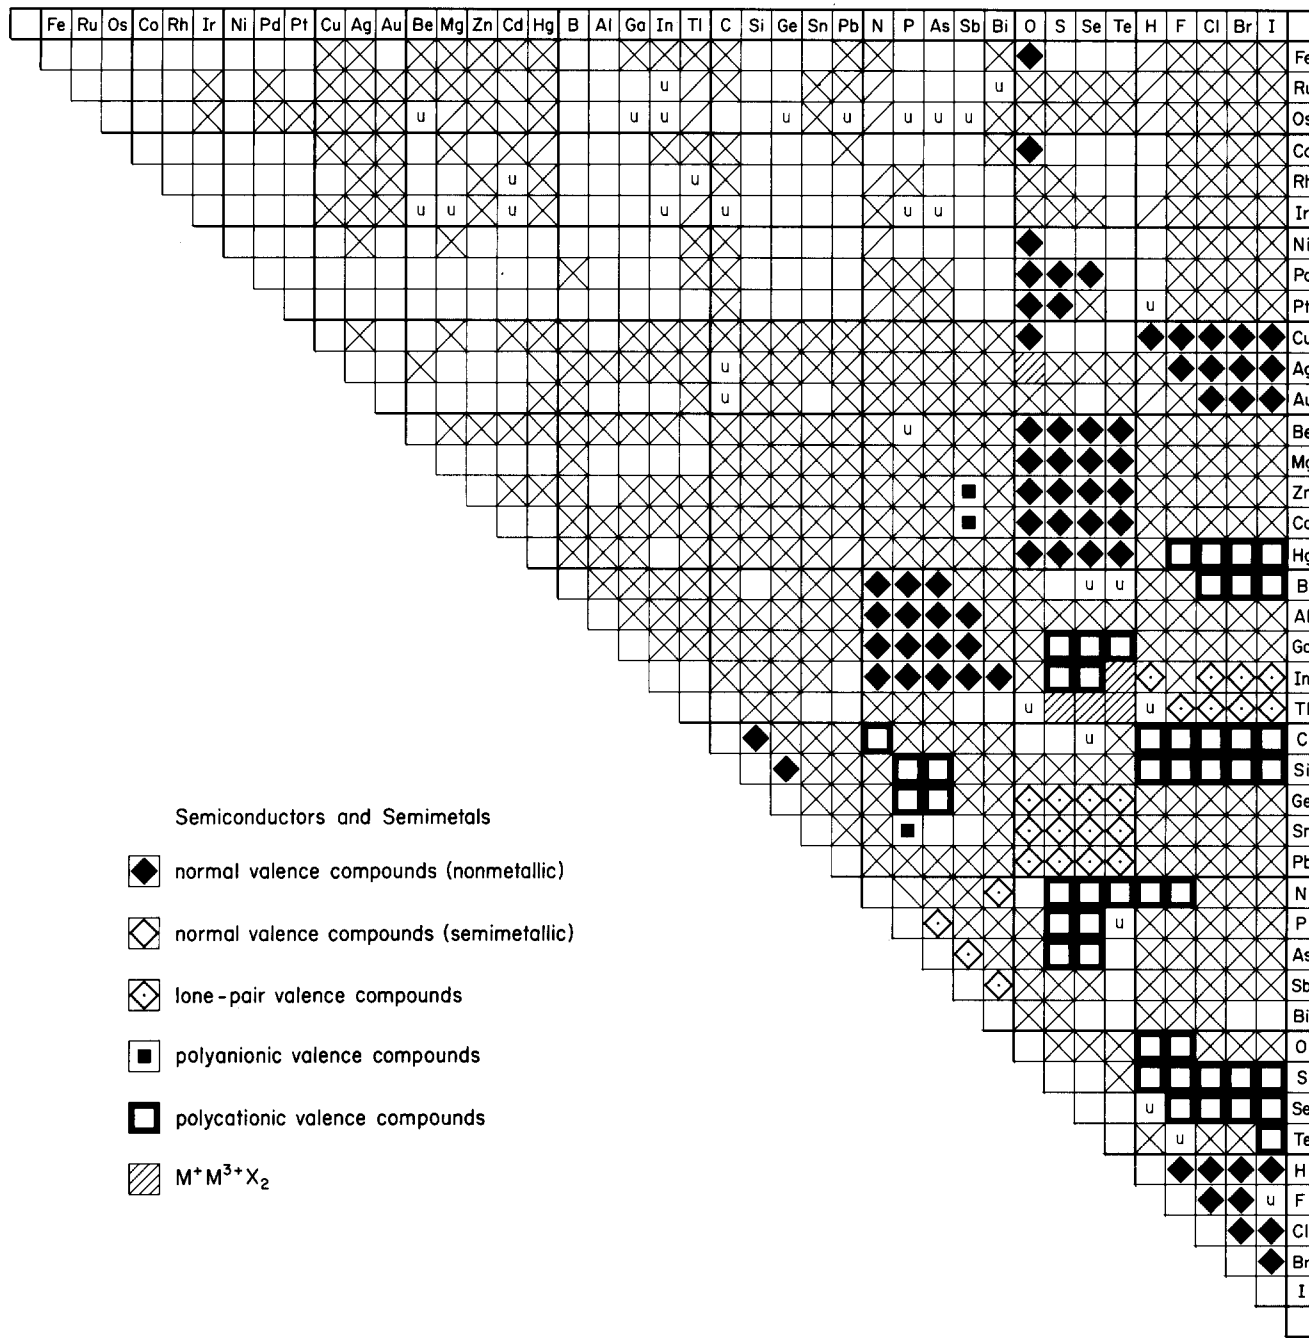 Fe Ru Os Co Rh Ir Ni Pd Pt Cu Ag Au Be Mg Zn Cd Hg B Al Ga In Tl C Si Ge Sn Pb N P As Sb Bi O S Se Te H F Cl Br I
Fe
u u Ru
u u u u u u u u Os
Co
u u Rh
u u u u u u u Ir
Ni
Pd
u Pt
Cu
u Ag
u Au
u Be
Mg
Zn
Cd
Hg
u u B
Al
Ga
In
u u Tl
u C
Si
Semiconductors and Semimetals
Ge
Sn
normal valence compounds (nonmetallic)
Pb
N
normal valence compounds (semimetallic)
u P
As
lone-pair valence compounds
Sb
Bi
polyanionic valence compounds
O
S
polycationic valence compounds
u Se
u Te
M⁺M³⁺X₂
H
u F
Cl
Br
I